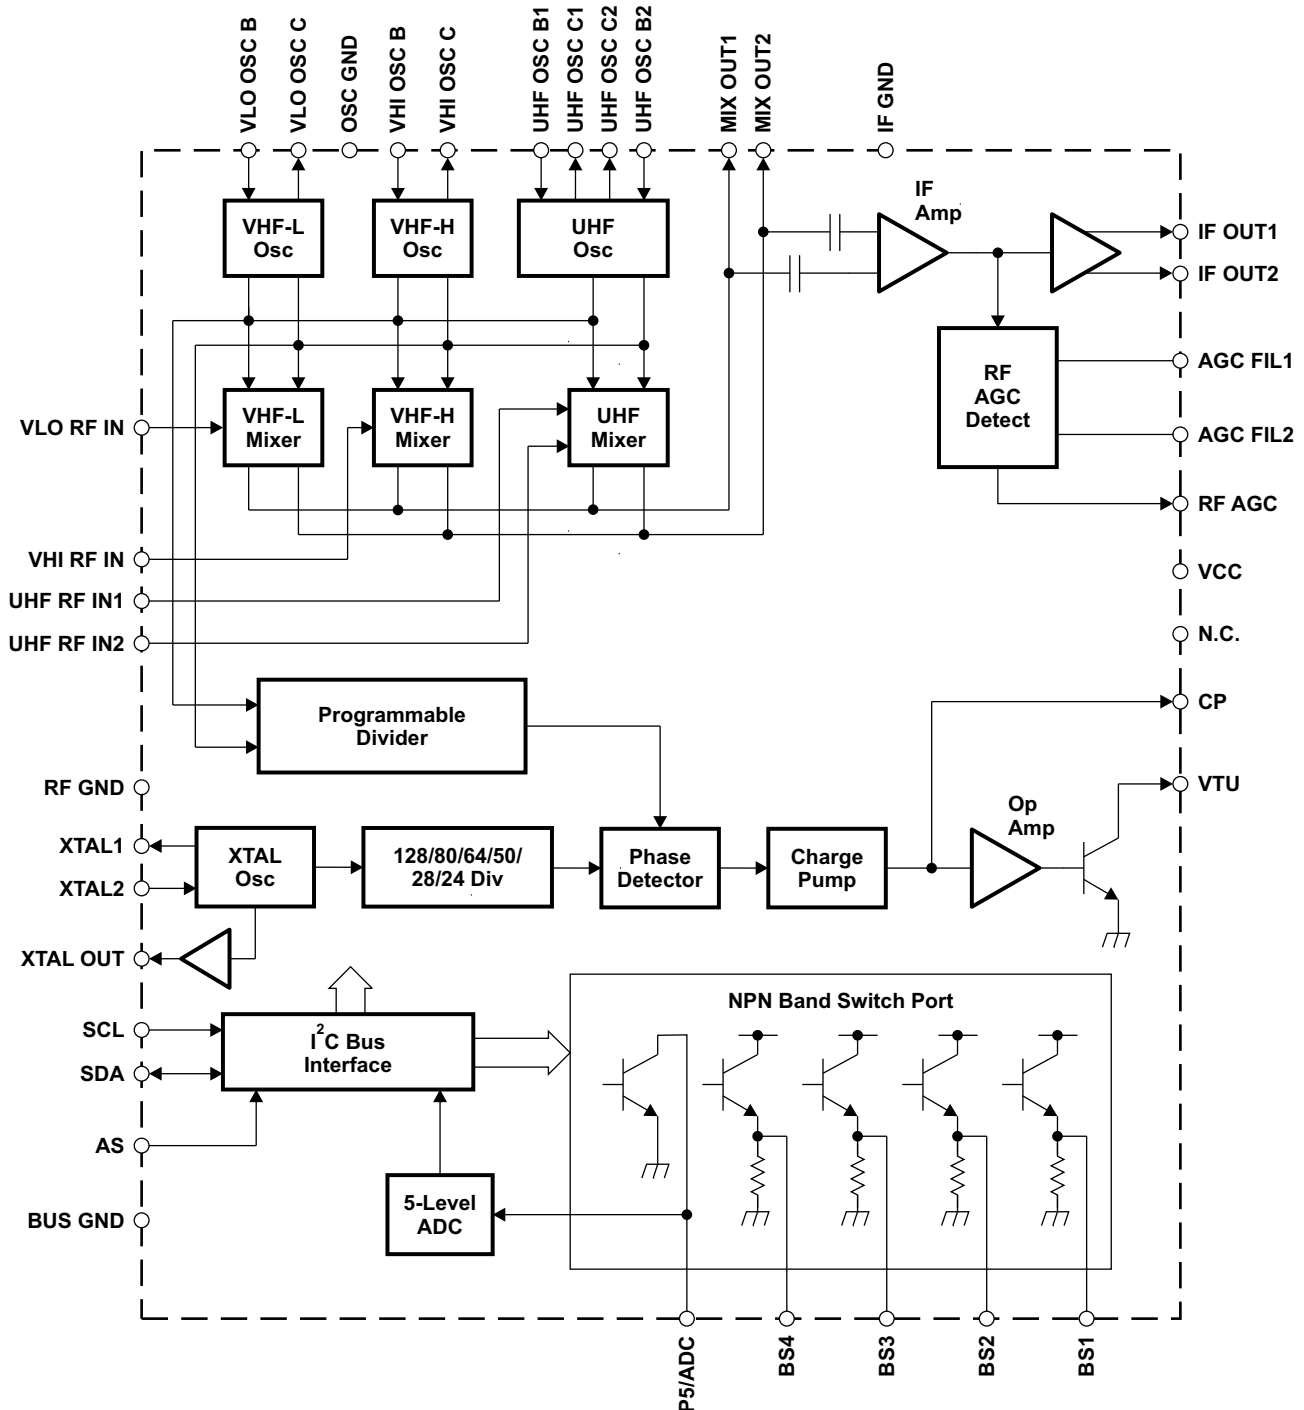 VLO OSC B
VLO OSC C
OSC GND
VHI OSC B
VHI OSC C
UHF OSC B1
UHF OSC C1
UHF OSC C2
UHF OSC B2
MIX OUT1
MIX OUT2
IF GND
VHF-L
Osc
VHF-H
Osc
UHF
Osc
IF
Amp
IF OUT1
IF OUT2
RF
AGC
Detect
AGC FIL1
AGC FIL2
RF AGC
VLO RF IN
VHF-L
Mixer
VHF-H
Mixer
UHF
Mixer
VHI RF IN
UHF RF IN1
UHF RF IN2
VCC
N.C.
CP
VTU
Programmable
Divider
RF GND
XTAL1
XTAL2
XTAL OUT
XTAL
Osc
128/80/64/50/
28/24 Div
Phase
Detector
Charge
Pump
Op
Amp
SCL
SDA
AS
BUS GND
I2C Bus
Interface
5-Level
ADC
NPN Band Switch Port
P5/ADC
BS4
BS3
BS2
BS1